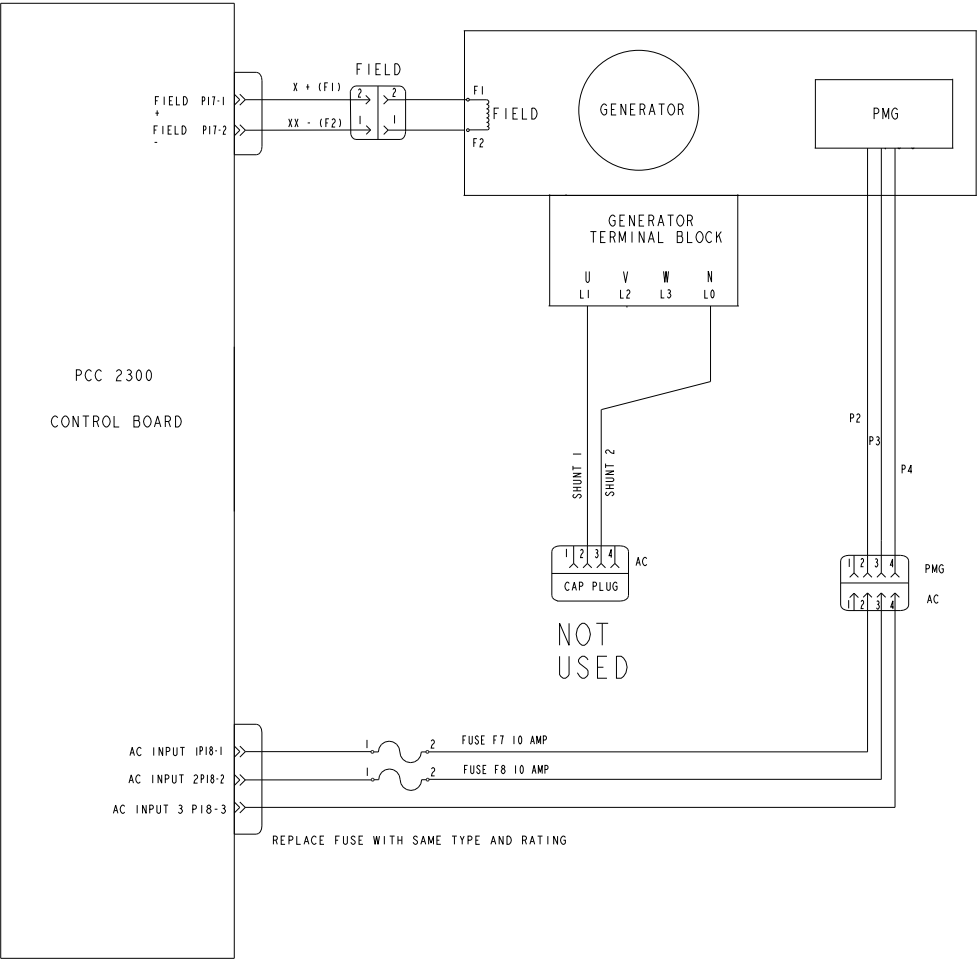 FIELD
X + (F1)
F1
FIELD P17-1
+
2 2
FIELD
GENERATOR
PMG
XX - (F2)
FIELD P17-2
-
1 1
F2
GENERATOR
TERMINAL BLOCK
U V W N
L1 L2 L3 L0
PCC 2300
CONTROL BOARD
P2
P3
P4
SHUNT 1
SHUNT 2
1 2 3 4
AC
CAP PLUG
1 2 3 4
PMG
AC
1 2 3 4
NOT
USED
AC INPUT 1P18-1
1 2
FUSE F7 10 AMP
AC INPUT 2P18-2
1 2
FUSE F8 10 AMP
AC INPUT 3 P18-3
REPLACE FUSE WITH SAME TYPE AND RATING